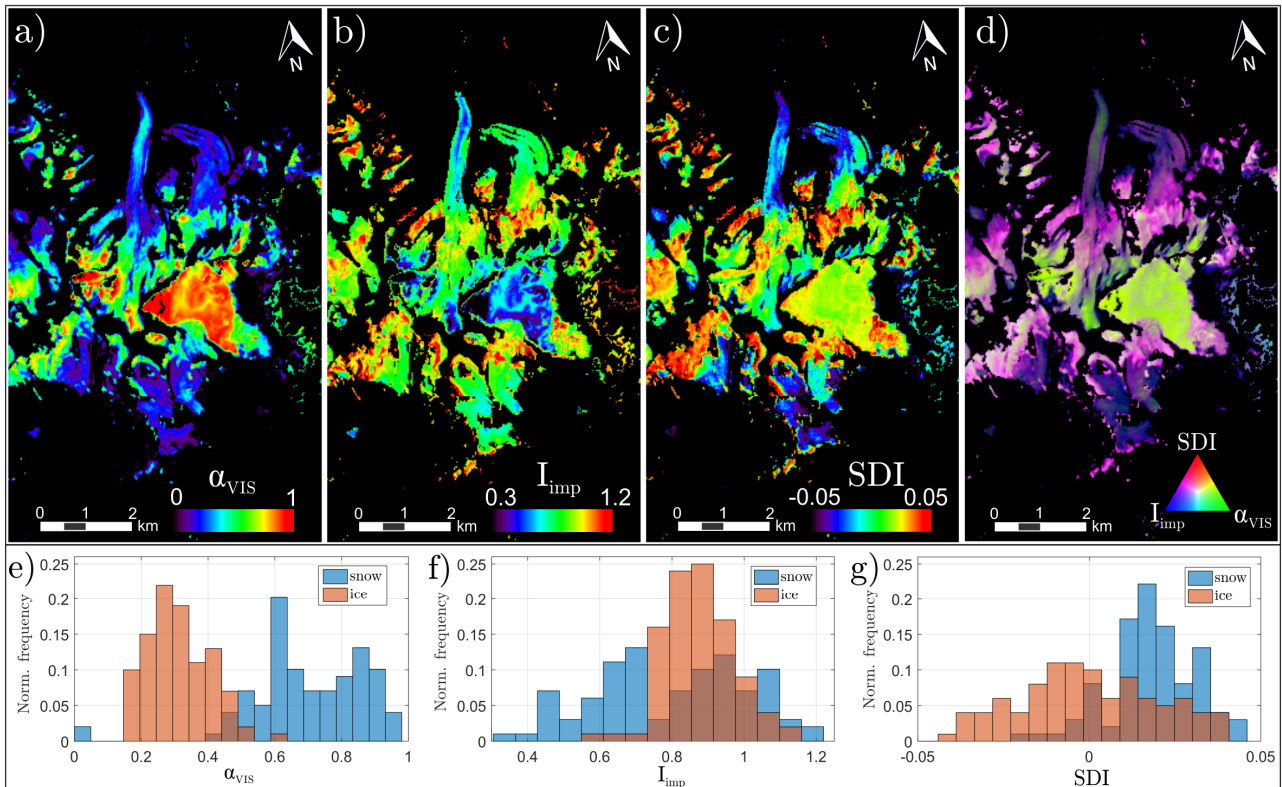 a)
N
α_VIS
0 1
0 1 2 km
b)
N
I_imp
0.3 1.2
0 1 2 km
c)
N
SDI
-0.05 0.05
0 1 2 km
d)
N
SDI
I_imp α_VIS
0 1 2 km
e)
Norm. frequency
0.25
0.2
0.15
0.1
0.05
0
snow
ice
0 0.2 0.4 0.6 0.8 1
α_VIS
f)
Norm. frequency
0.25
0.2
0.15
0.1
0.05
0
snow
ice
0.4 0.6 0.8 1.0 1.2
I_imp
g)
Norm. frequency
0.25
0.2
0.15
0.1
0.05
0
snow
ice
-0.05 0 0.05
SDI